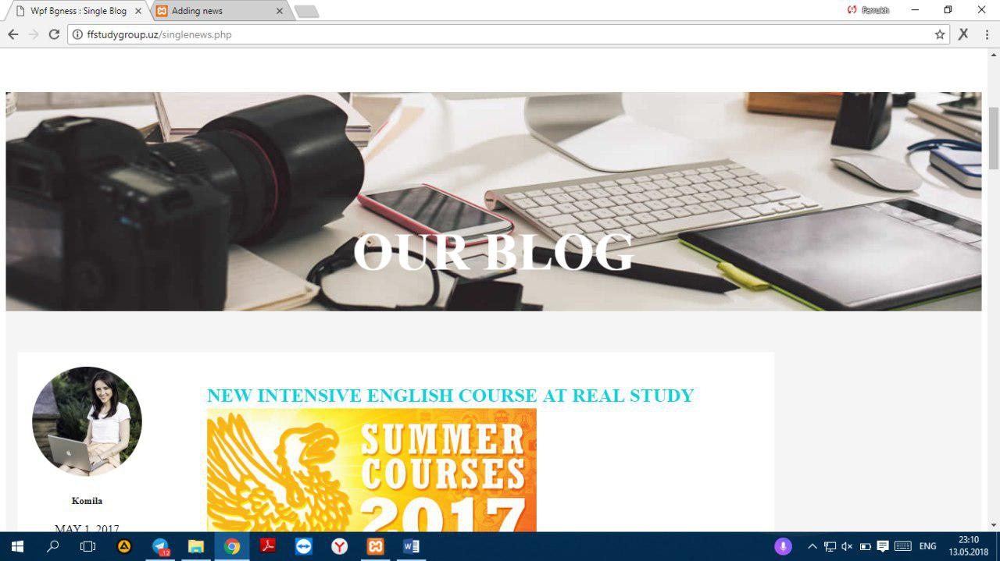 Wpf Bgness : Single Blog
Adding news
Farrukh
ffstudygroup.uz/singlenews.php
OUR BLOG
NEW INTENSIVE ENGLISH COURSE AT REAL STUDY
SUMMER
COURSES
2017
Komila
MAY 1, 2017
12
ENG
23:10
13.05.2018